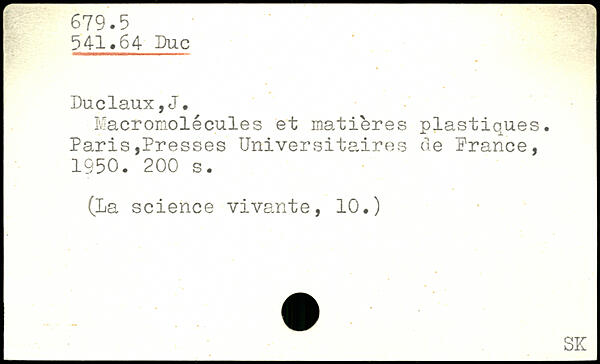 679.5
541.64 Duc
Duclaux,J.
Macromolécules et matières plastiques.
Paris,Presses Universitaires de France,
1950. 200 s.
(La science vivante, 10.)
SK